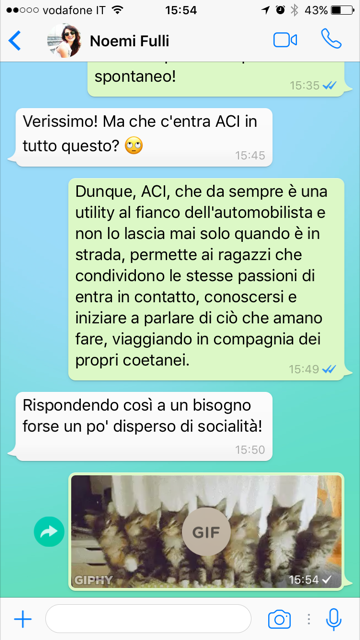 vodafone IT 15:54 43%
Noemi Fulli
spontaneo!
15:35
Verissimo! Ma che c'entra ACI in
tutto questo? 🙄
15:45
Dunque, ACI, che da sempre è una
utility al fianco dell'automobilista e
non lo lascia mai solo quando è in
strada, permette ai ragazzi che
condividono le stesse passioni di
entra in contatto, conoscersi e
iniziare a parlare di ciò che amano
fare, viaggiando in compagnia dei
propri coetanei.
15:49
Rispondendo così a un bisogno
forse un po' disperso di socialità!
15:50
GIF
GIPHY 15:54